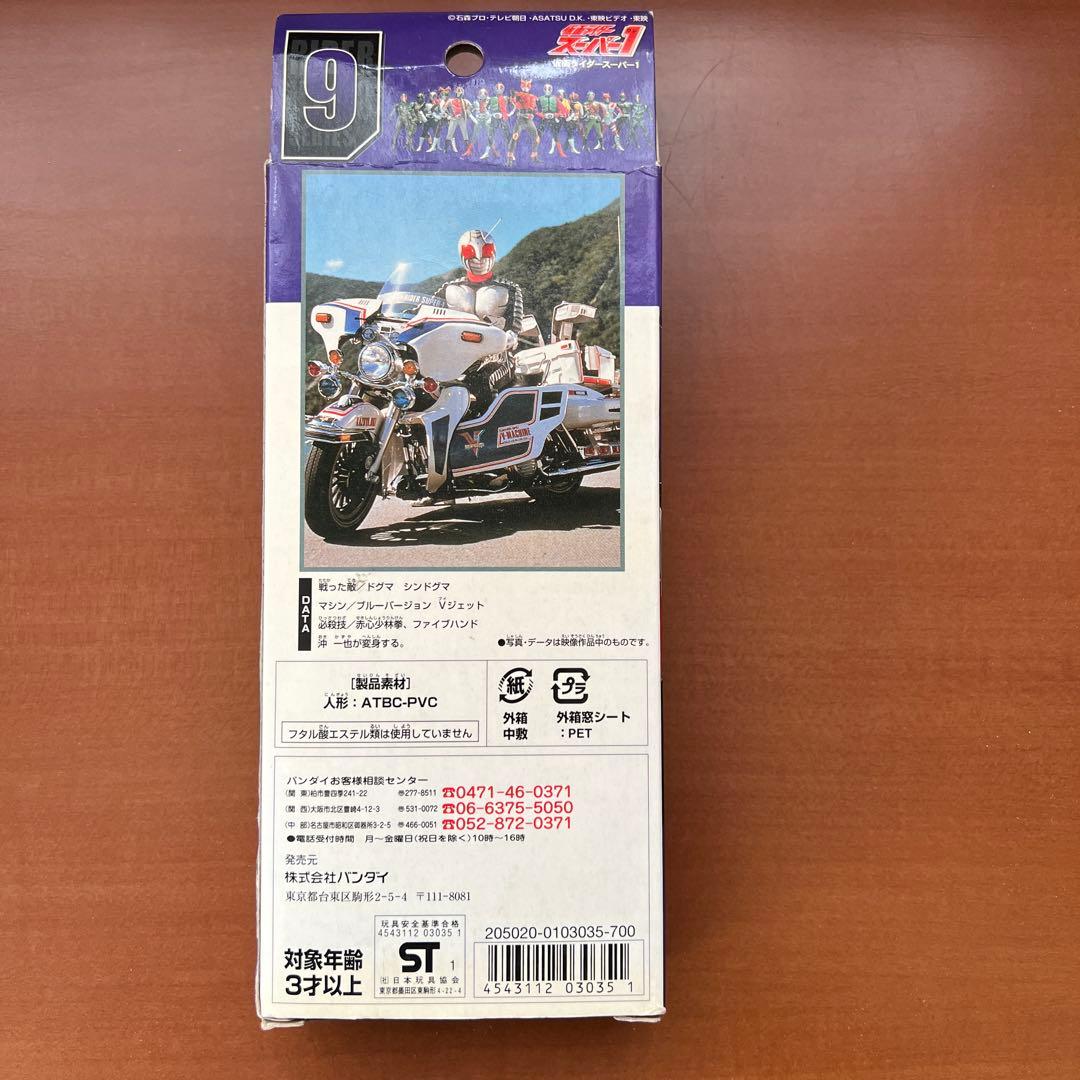 ©石森プロ・テレビ朝日・ASATSU D.K.・東映ビデオ・東映
RIDER
9
SERIES
仮面ライダー
スーパー1
仮面ライダースーパー1
RIDER SUPER 1
V-MACHINE
DATA
戦った敵／ドグマ シンドグマ
マシン／ブルーバージョン Vジェット
必殺技／赤心少林拳、ファイブハンド
沖 一也が変身する。
●写真・データは映像作品中のものです。
[製品素材]
人形：ATBC-PVC
フタル酸エステル類は使用していません
紙
外箱
中敷
プラ
外箱窓シート
：PET
バンダイお客様相談センター
(関 東)柏市豊四季241-22 〒277-8511 ☎0471-46-0371
(関 西)大阪市北区豊崎4-12-3 〒531-0072 ☎06-6375-5050
(中 部)名古屋市昭和区御器所3-2-5 〒466-0051 ☎052-872-0371
●電話受付時間 月～金曜日(祝日を除く)10時～16時
発売元
株式会社バンダイ
東京都台東区駒形2-5-4 〒111-8081
対象年齢
3才以上
玩具安全基準合格
4543112 03035 1
ST 1
(社)日本玩具協会
東京都墨田区東駒形4-22-4
205020-0103035-700
4543112 03035 1